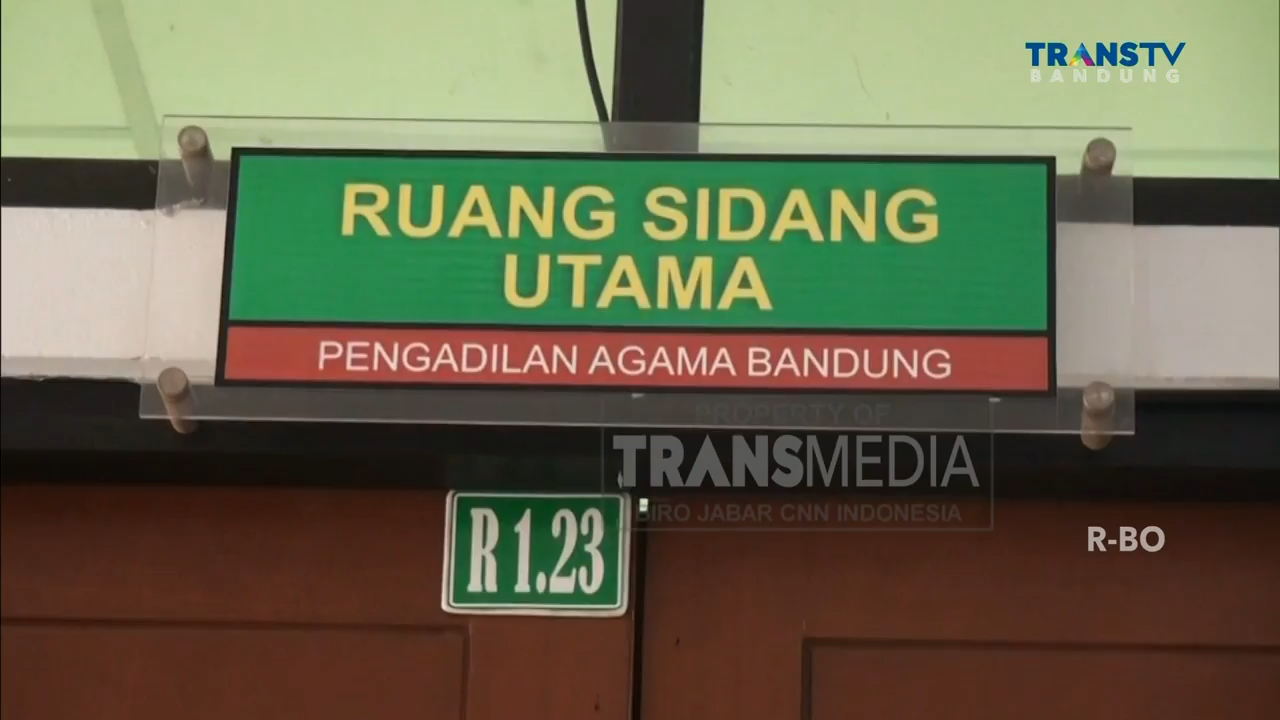 TRANSTV
BANDUNG
RUANG SIDANG
UTAMA
PENGADILAN AGAMA BANDUNG
PROPERTY OF
TRANSMEDIA
BIRO JABAR CNN INDONESIA
R 1.23
R-BO